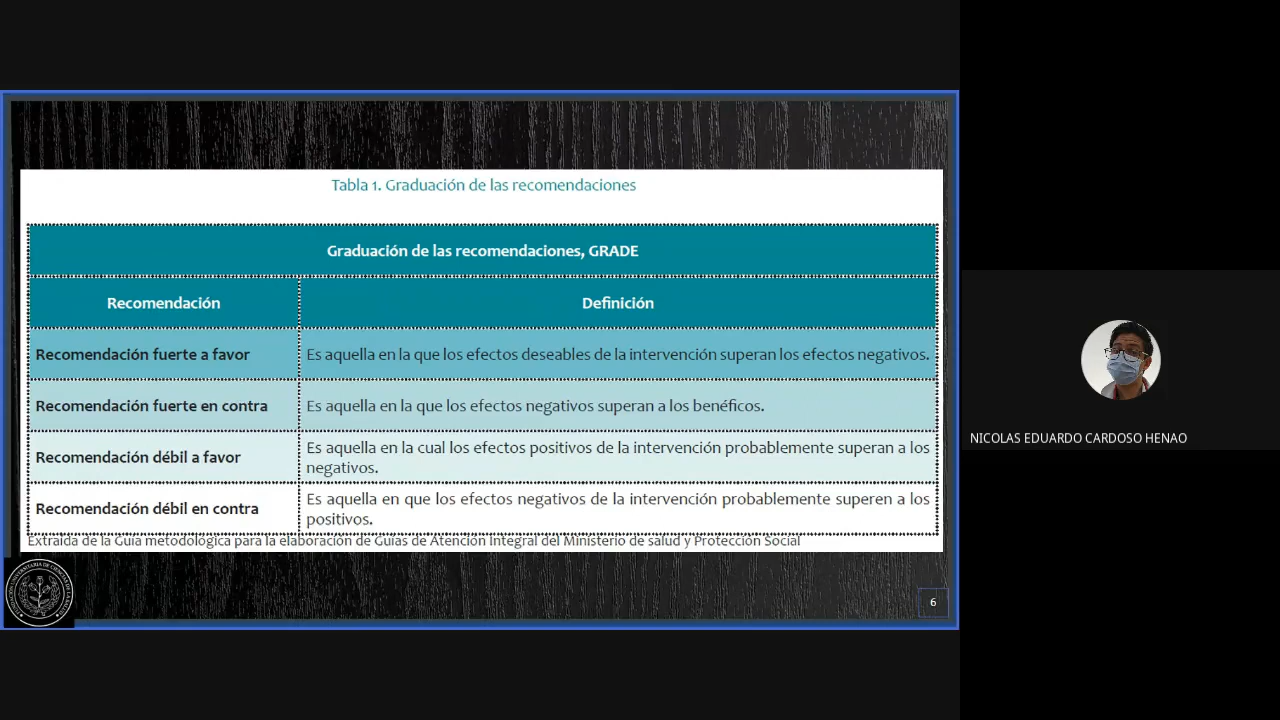 Tabla 1. Graduación de las recomendaciones
Graduación de las recomendaciones, GRADE
Recomendación
Definición
Recomendación fuerte a favor
Es aquella en la que los efectos deseables de la intervención superan los efectos negativos.
Recomendación fuerte en contra
Es aquella en la que los efectos negativos superan a los benéficos.
Recomendación débil a favor
Es aquella en la cual los efectos positivos de la intervención probablemente superan a los
negativos.
Recomendación débil en contra
Es aquella en que los efectos negativos de la intervención probablemente superen a los
positivos.
Extraída de la Guía metodológica para la elaboración de Guías de Atención Integral del Ministerio de salud y Protección Social
6
NICOLAS EDUARDO CARDOSO HENAO